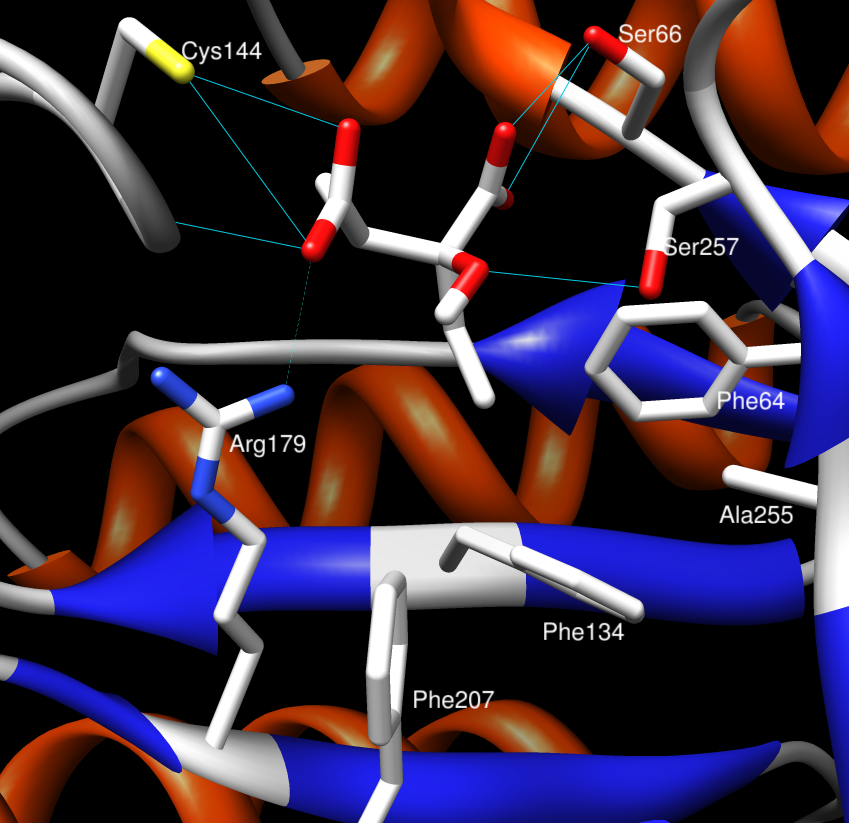 Cys144
Ser66
Ser257
Phe64
Arg179
Ala255
Phe134
Phe207